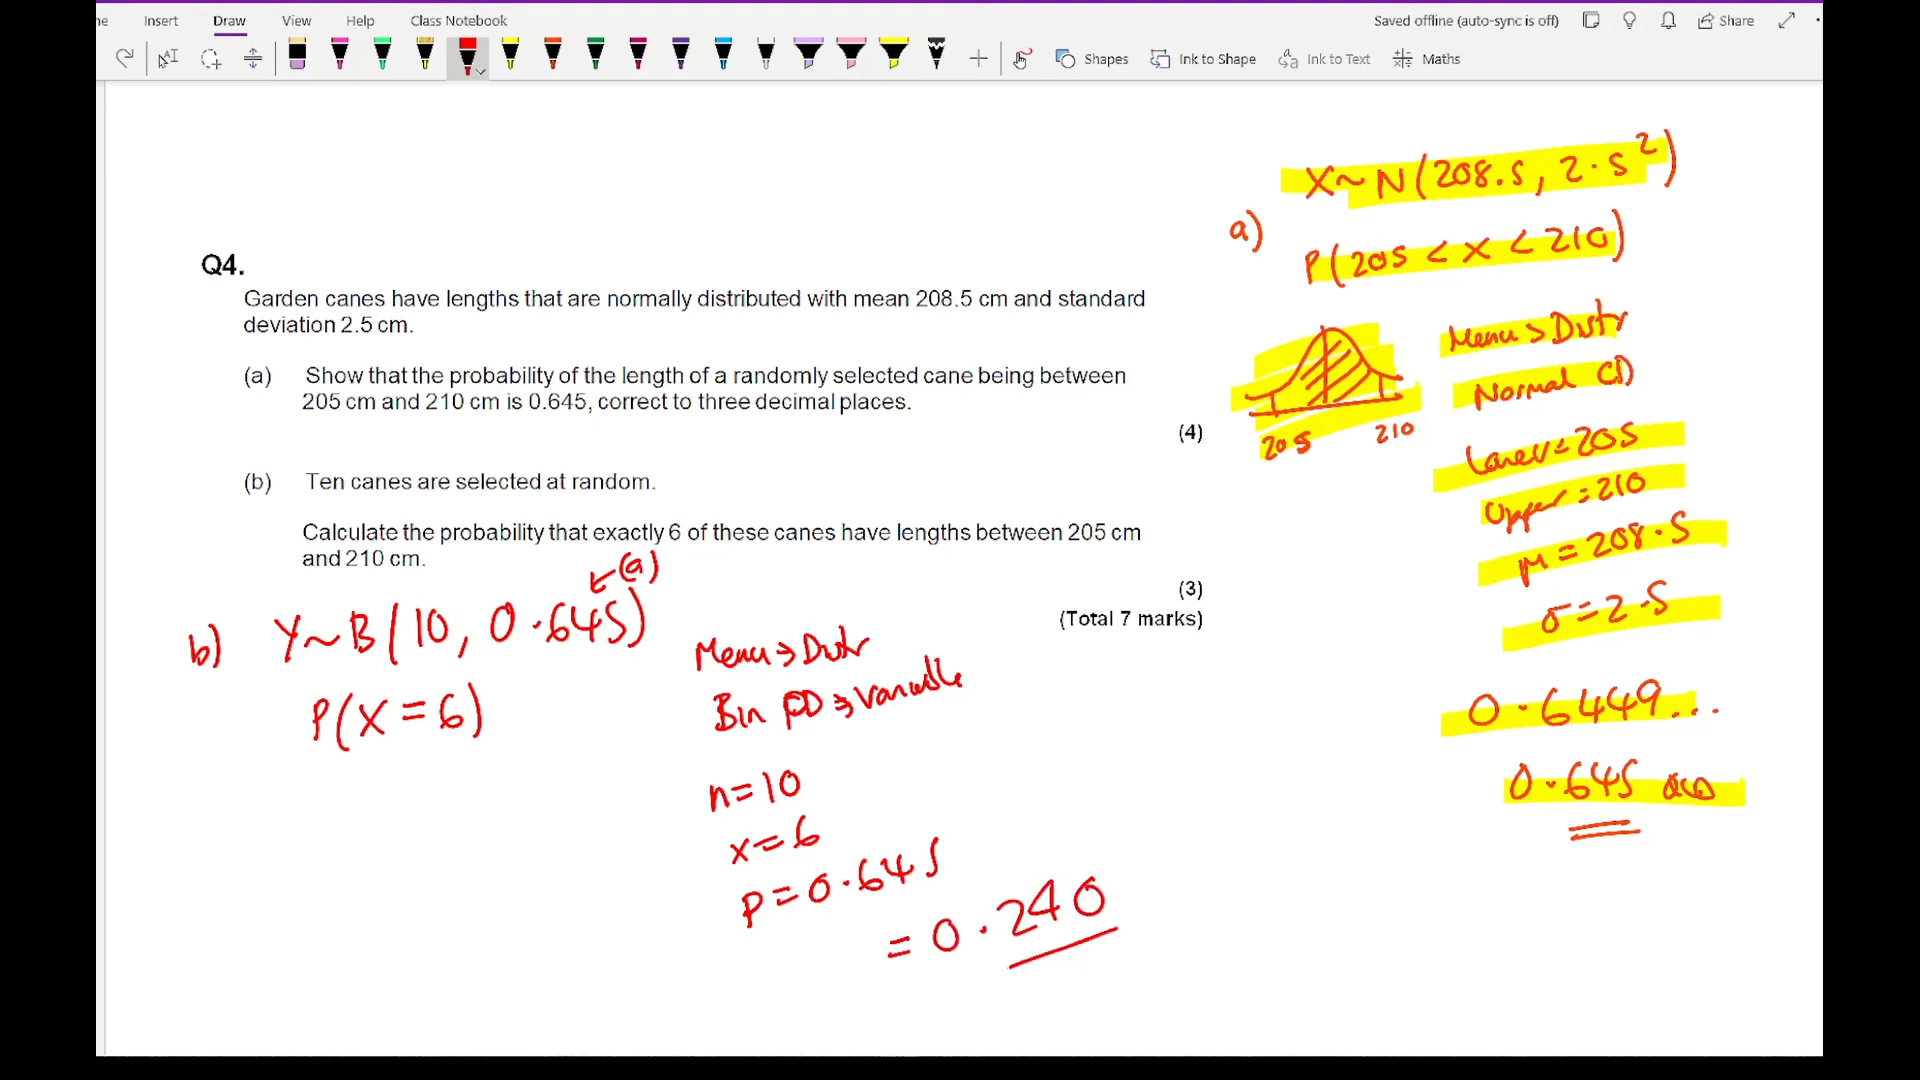 Insert Draw View Help Class Notebook
Saved offline (auto-sync is off) Share
Shapes Ink to Shape Ink to Text Maths
Q4.
Garden canes have lengths that are normally distributed with mean 208.5 cm and standard
deviation 2.5 cm.
(a) Show that the probability of the length of a randomly selected cane being between
205 cm and 210 cm is 0.645, correct to three decimal places.
(4)
(b) Ten canes are selected at random.
Calculate the probability that exactly 6 of these canes have lengths between 205 cm
and 210 cm.
(3)
(Total 7 marks)
X~N(208.5, 2.5²)
a)
P(205 < X < 210)
205 210
Menu > Distr
Normal CD
Lower = 205
Upper = 210
μ = 208.5
σ = 2.5
0.6449...
0.645
b) Y~B(10, 0.645)
(a)
P(X = 6)
Menu → Distr
Bin PD → Variable
n = 10
x = 6
p = 0.645
= 0.240